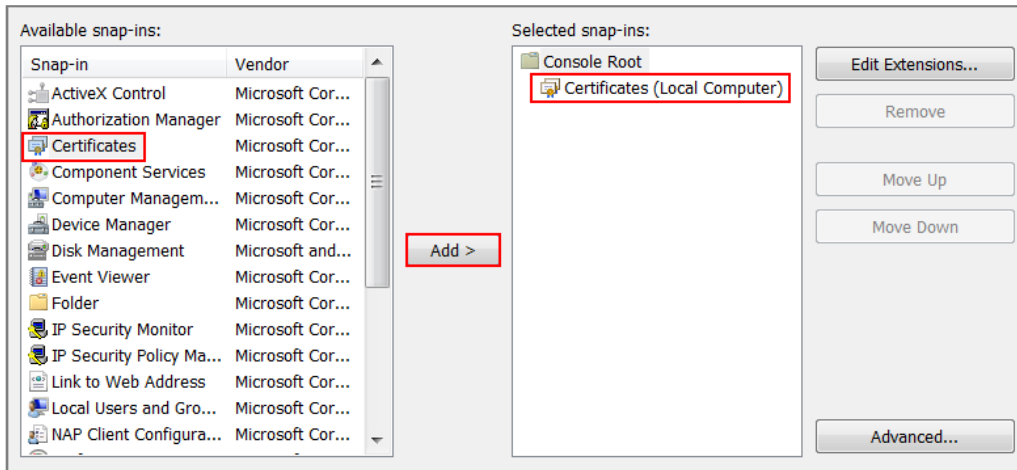 Available snap-ins:
Selected snap-ins:
Snap-in Vendor
ActiveX Control Microsoft Cor...
Authorization Manager Microsoft Cor...
Certificates Microsoft Cor...
Component Services Microsoft Cor...
Computer Managem... Microsoft Cor...
Device Manager Microsoft Cor...
Disk Management Microsoft and...
Event Viewer Microsoft Cor...
Folder Microsoft Cor...
IP Security Monitor Microsoft Cor...
IP Security Policy Ma... Microsoft Cor...
Link to Web Address Microsoft Cor...
Local Users and Gro... Microsoft Cor...
NAP Client Configura... Microsoft Cor...
Add >
Console Root
Certificates (Local Computer)
Edit Extensions...
Remove
Move Up
Move Down
Advanced...